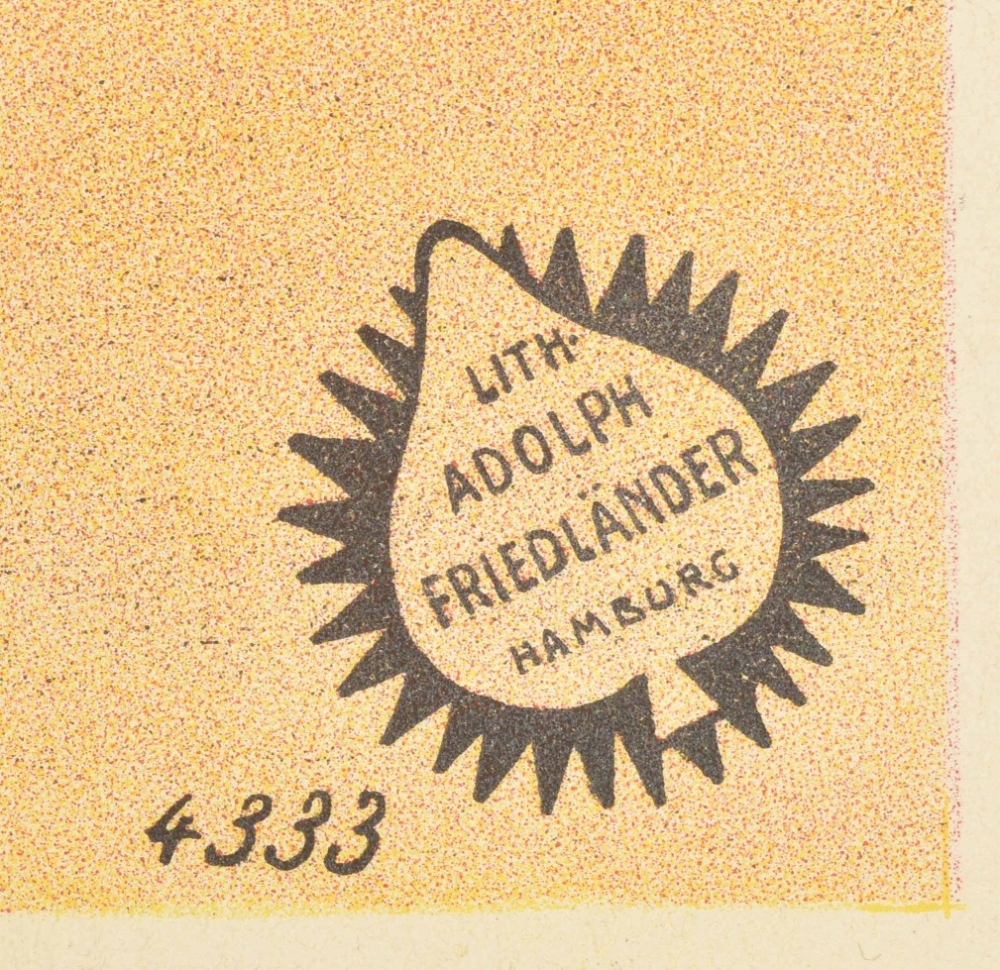 LITH.
ADOLPH
FRIEDLÄNDER
HAMBURG
4333